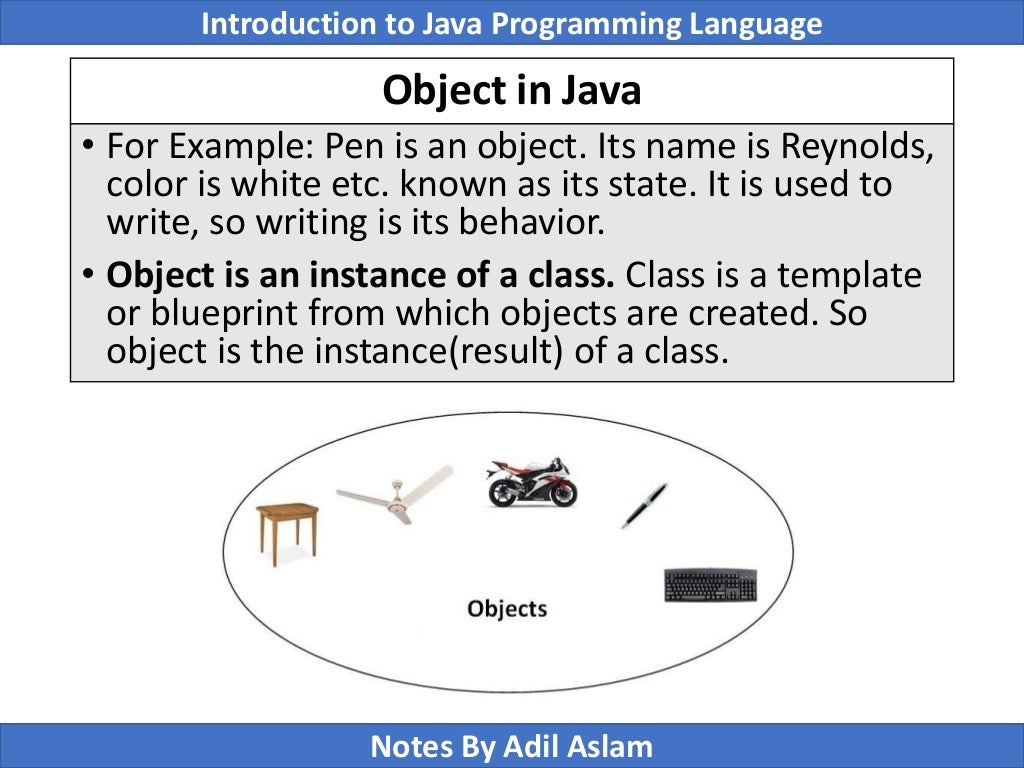 Introduction to Java Programming Language
Object in Java
• For Example: Pen is an object. Its name is Reynolds,
color is white etc. known as its state. It is used to
write, so writing is its behavior.
• Object is an instance of a class. Class is a template
or blueprint from which objects are created. So
object is the instance(result) of a class.
Objects
Notes By Adil Aslam